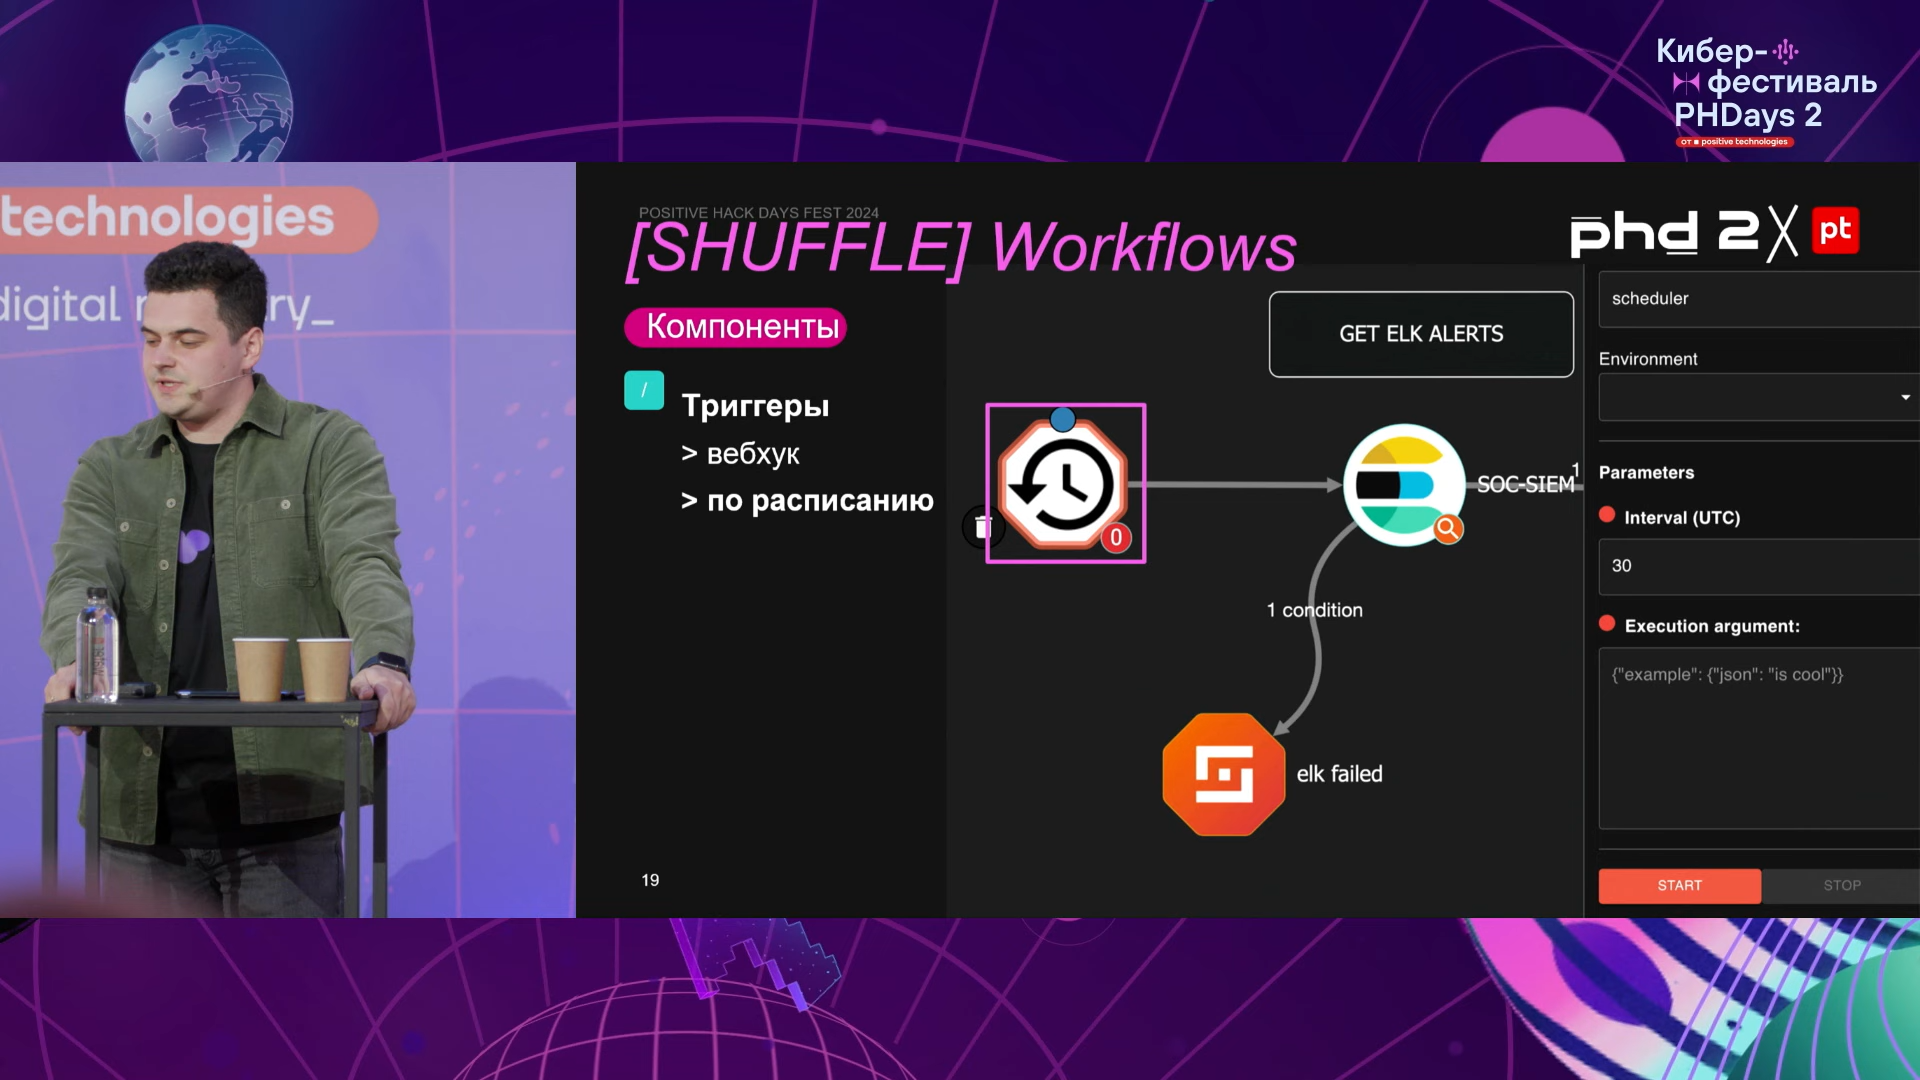 Кибер-
фестиваль
PHDays 2
от positive technologies
technologies
digital
ry_
POSITIVE HACK DAYS FEST 2024
[SHUFFLE] Workflows
phd 2
pt
Компоненты
/
Триггеры
> вебхук
> по расписанию
GET ELK ALERTS
0
SOC-SIEM
1
1 condition
elk failed
scheduler
Environment
Parameters
Interval (UTC)
30
Execution argument:
{"example": {"json": "is cool"}}
START
STOP
19